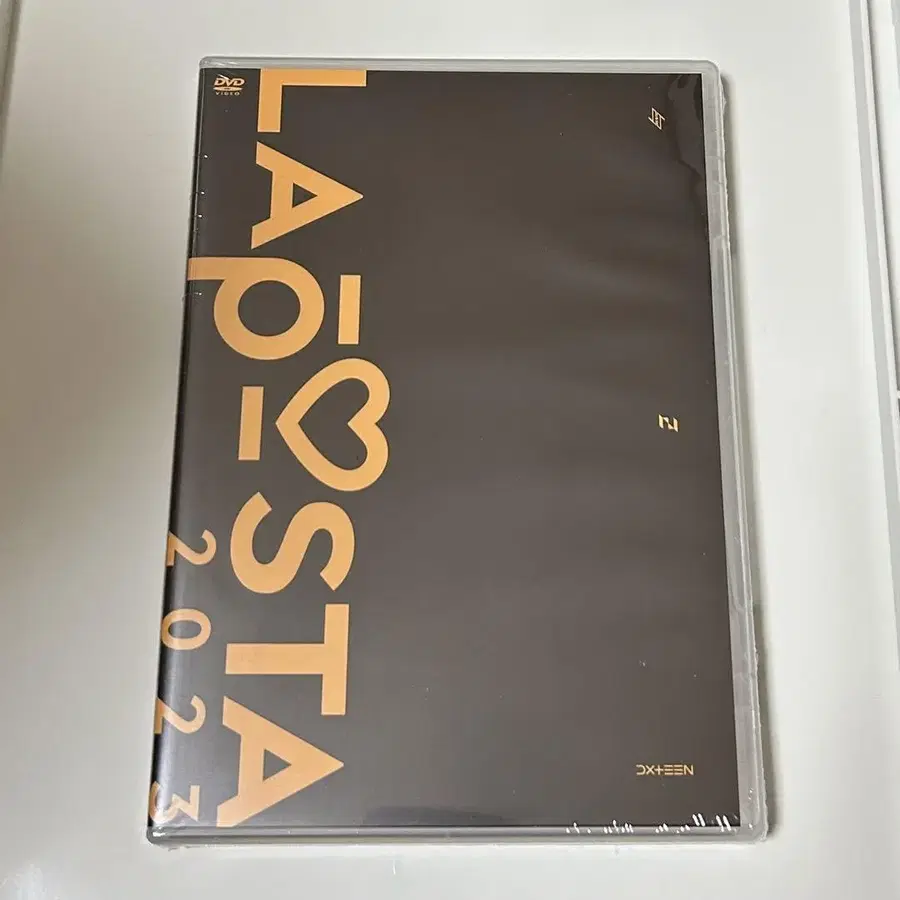 DVD
VIDEO
LAPOSTA
2023
DXTEEN